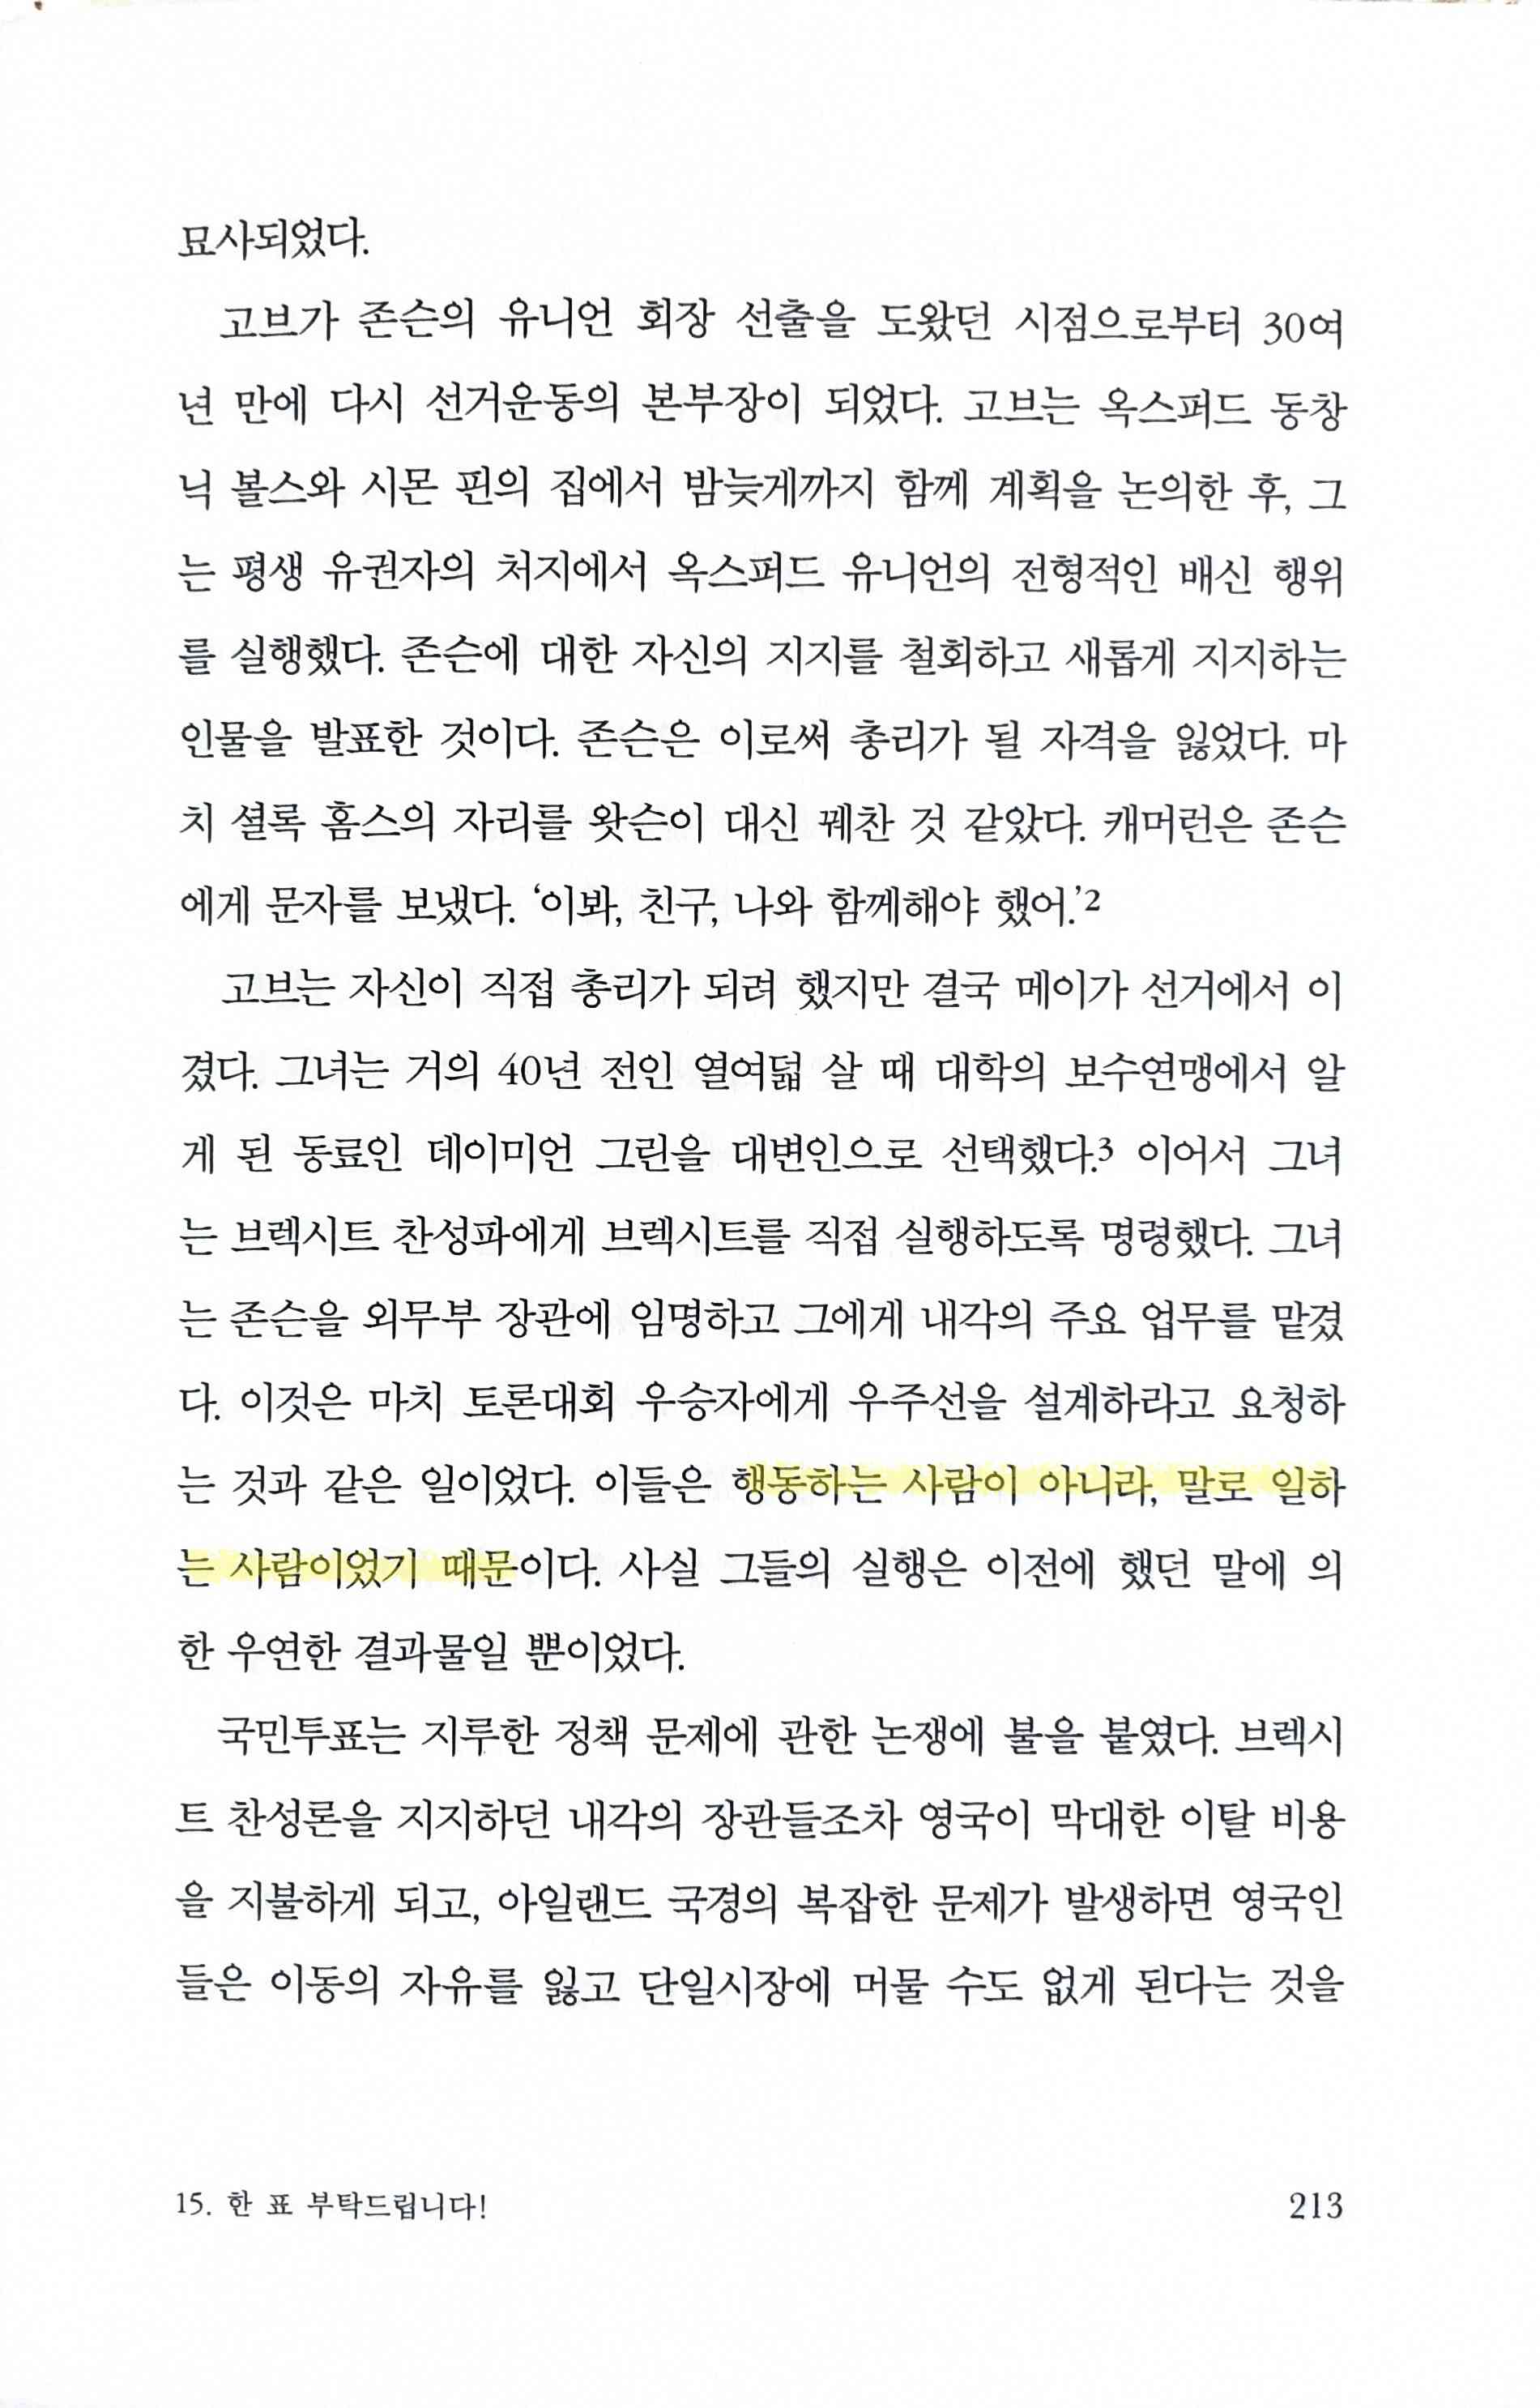 묘사되었다.
고브가 존슨의 유니언 회장 선출을 도왔던 시점으로부터 30여
년 만에 다시 선거운동의 본부장이 되었다. 고브는 옥스퍼드 동창
닉 볼스와 시몬 핀의 집에서 밤늦게까지 함께 계획을 논의한 후, 그
는 평생 유권자의 처지에서 옥스퍼드 유니언의 전형적인 배신 행위
를 실행했다. 존슨에 대한 자신의 지지를 철회하고 새롭게 지지하는
인물을 발표한 것이다. 존슨은 이로써 총리가 될 자격을 잃었다. 마
치 셜록 홈스의 자리를 왓슨이 대신 꿰찬 것 같았다. 캐머런은 존슨
에게 문자를 보냈다. ‘이봐, 친구, 나와 함께해야 했어.’2
고브는 자신이 직접 총리가 되려 했지만 결국 메이가 선거에서 이
겼다. 그녀는 거의 40년 전인 열여덟 살 때 대학의 보수연맹에서 알
게 된 동료인 데이미언 그린을 대변인으로 선택했다.3 이어서 그녀
는 브렉시트 찬성파에게 브렉시트를 직접 실행하도록 명령했다. 그녀
는 존슨을 외무부 장관에 임명하고 그에게 내각의 주요 업무를 맡겼
다. 이것은 마치 토론대회 우승자에게 우주선을 설계하라고 요청하
는 것과 같은 일이었다. 이들은 행동하는 사람이 아니라, 말로 일하
는 사람이었기 때문이다. 사실 그들의 실행은 이전에 했던 말에 의
한 우연한 결과물일 뿐이었다.
국민투표는 지루한 정책 문제에 관한 논쟁에 불을 붙였다. 브렉시
트 찬성론을 지지하던 내각의 장관들조차 영국이 막대한 이탈 비용
을 지불하게 되고, 아일랜드 국경의 복잡한 문제가 발생하면 영국인
들은 이동의 자유를 잃고 단일시장에 머물 수도 없게 된다는 것을
15. 한 표 부탁드립니다!
213